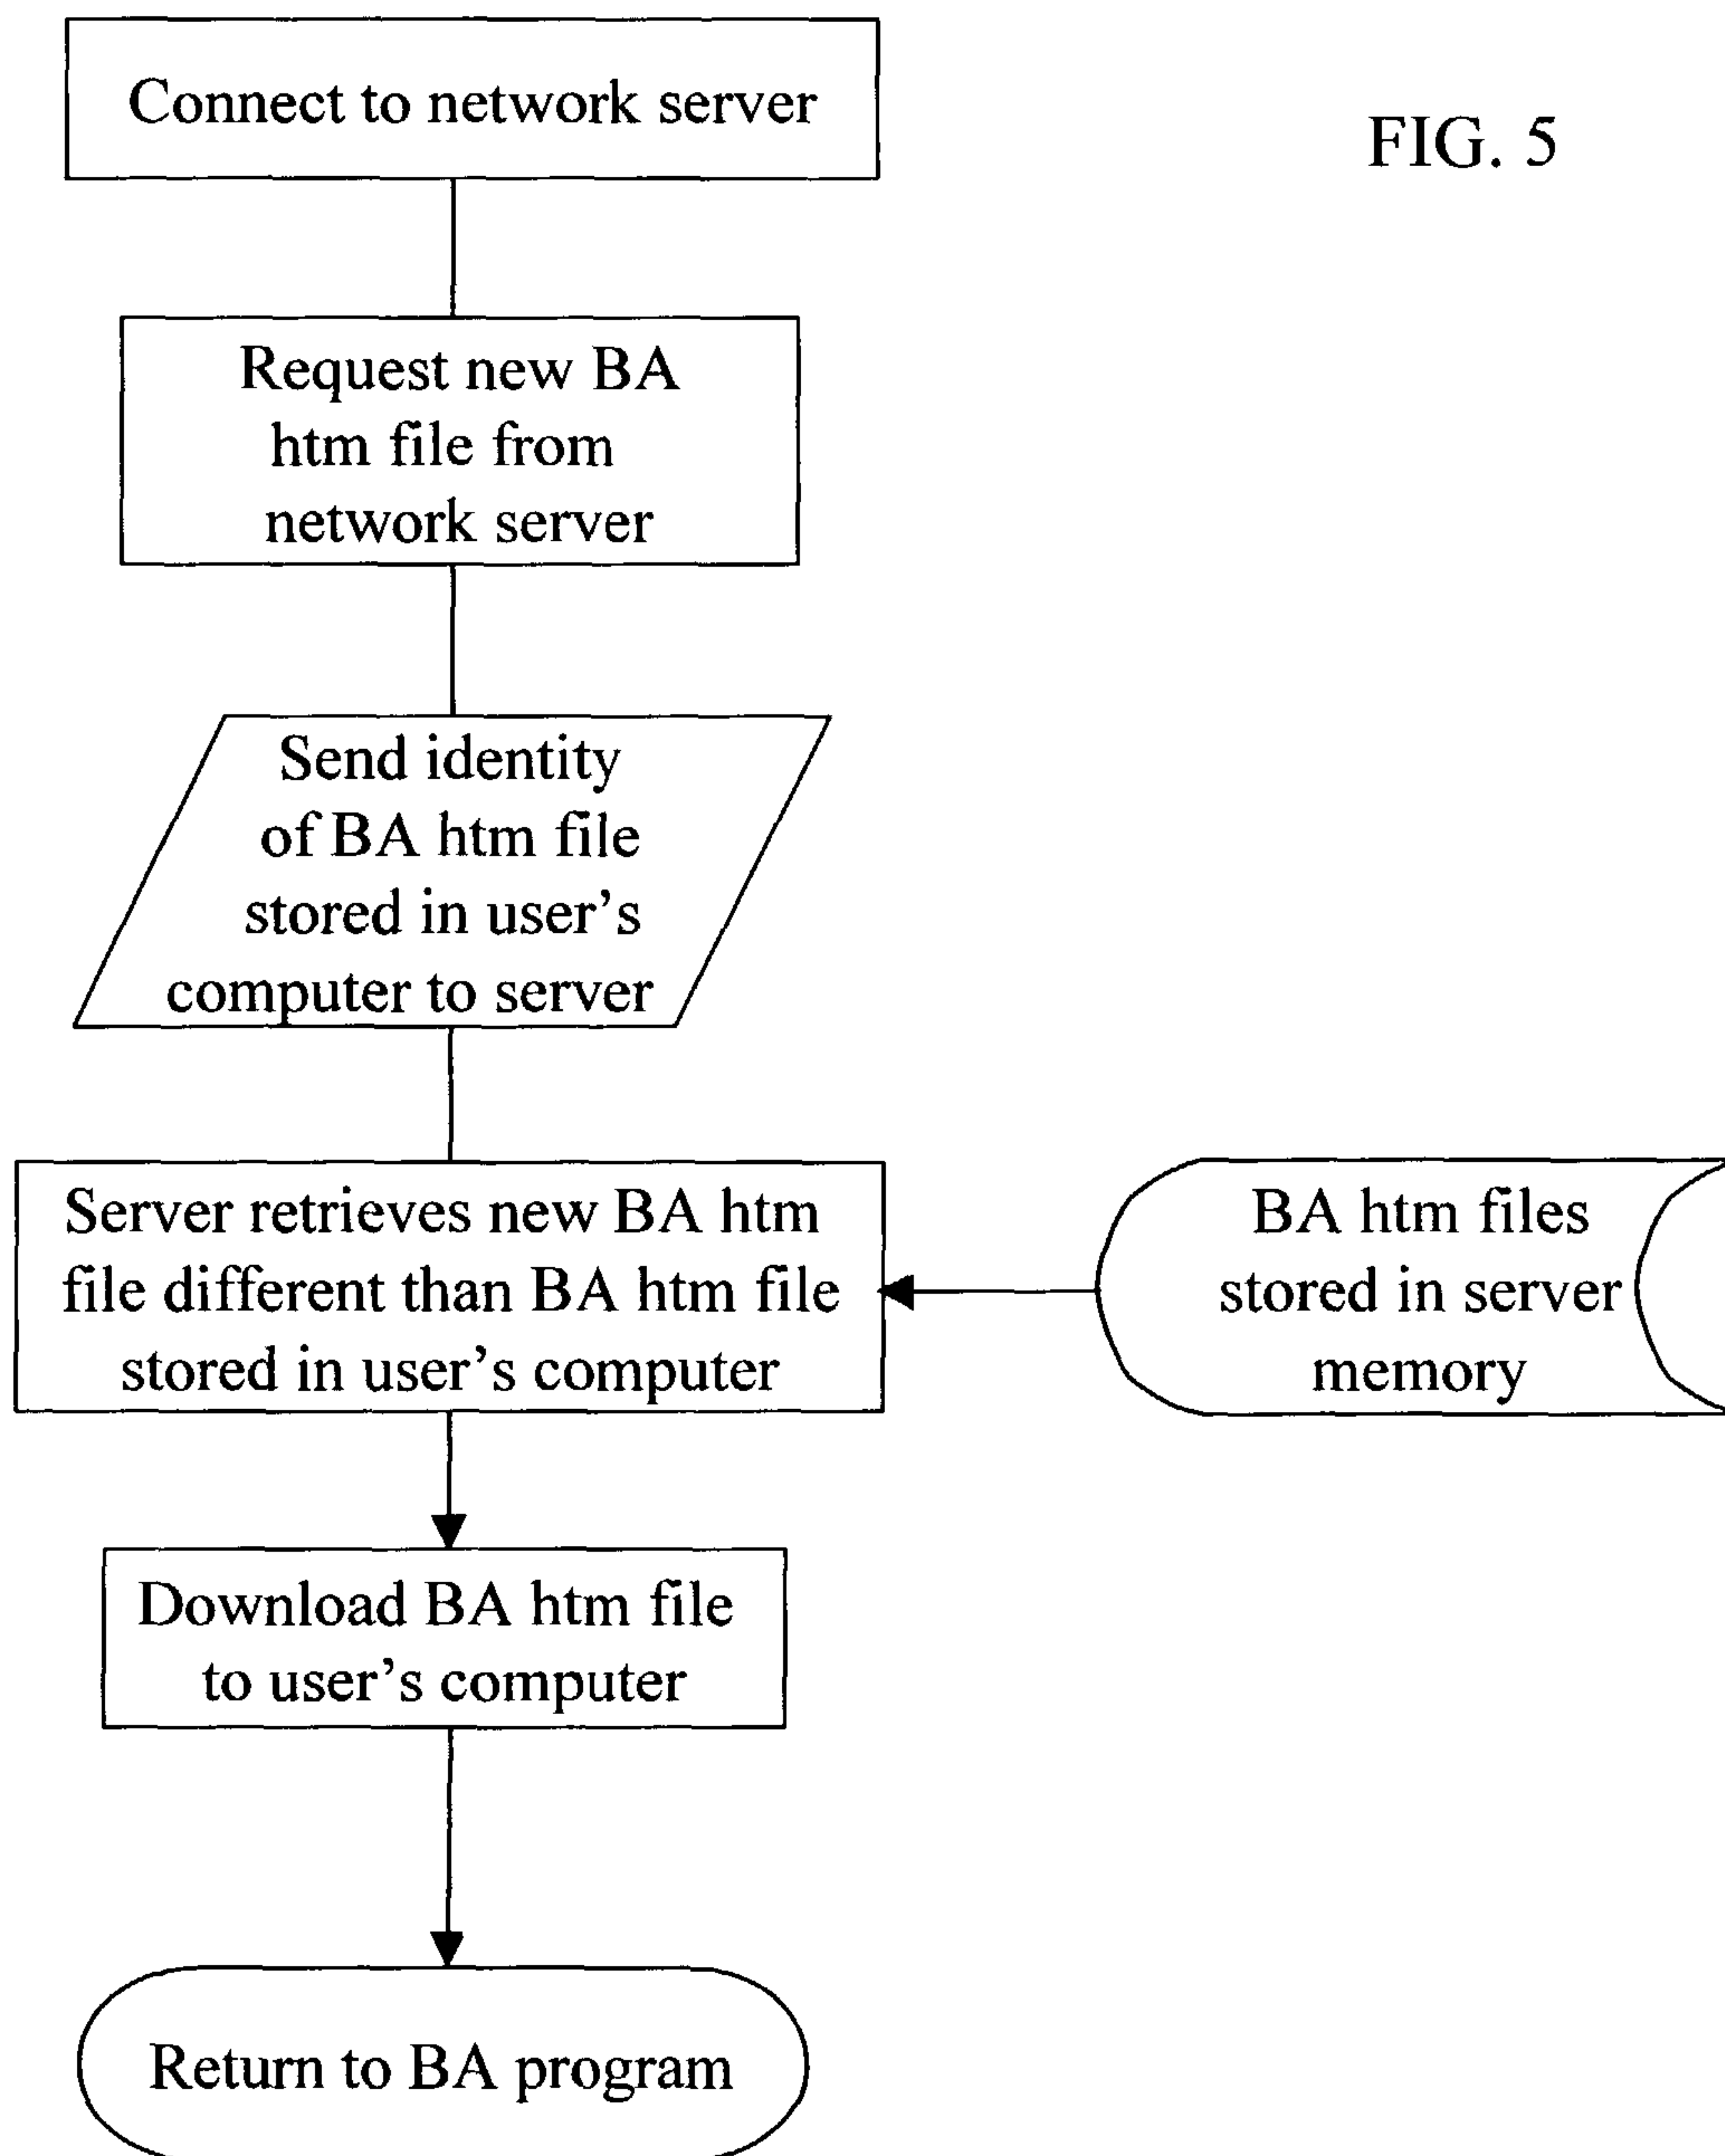 Connect to network server
FIG. 5
Request new BA
htm file from
network server
Send identity
of BA htm file
stored in user’s
computer to server
Server retrieves new BA htm
file different than BA htm file
stored in user’s computer
BA htm files
stored in server
memory
Download BA htm file
to user’s computer
Return to BA program